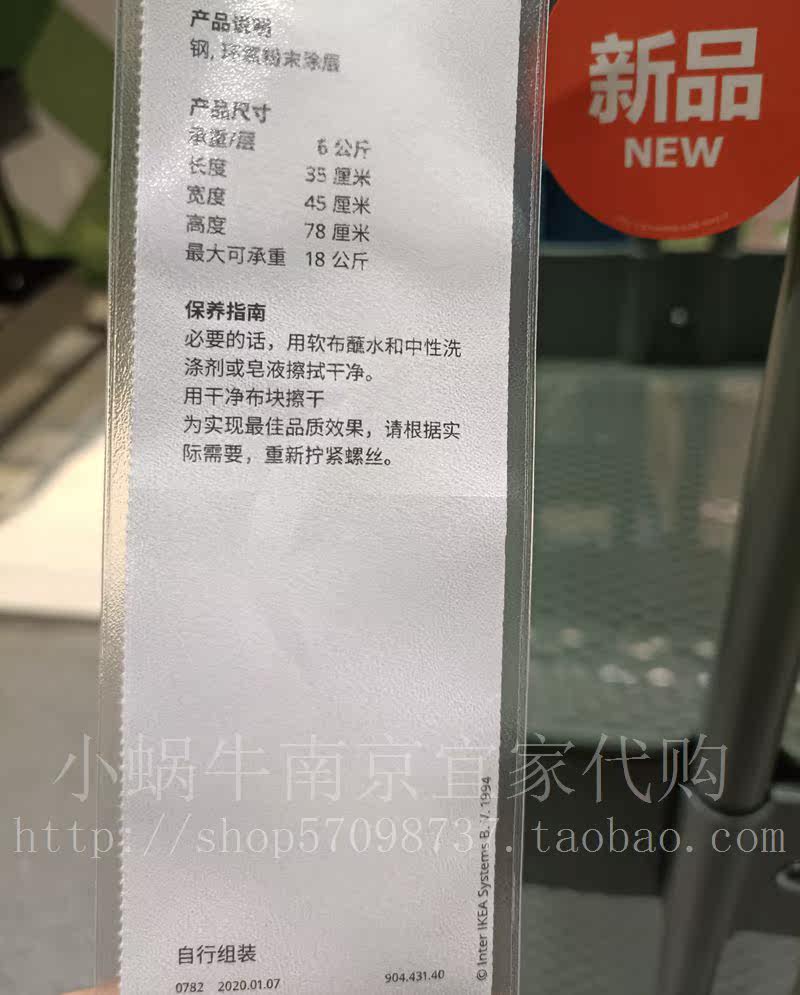 产品说明
钢, 环氧粉末涂层
产品尺寸
承重/层 6 公斤
长度 35 厘米
宽度 45 厘米
高度 78 厘米
最大可承重 18 公斤
保养指南
必要的话，用软布蘸水和中性洗
涤剂或皂液擦拭干净。
用干净布块擦干
为实现最佳品质效果，请根据实
际需要，重新拧紧螺丝。
自行组装
0782 2020.01.07
904.431.40
© Inter IKEA Systems B.V. 1994
新品
NEW
小蜗牛南京宜家代购
http://shop57098737.taobao.com